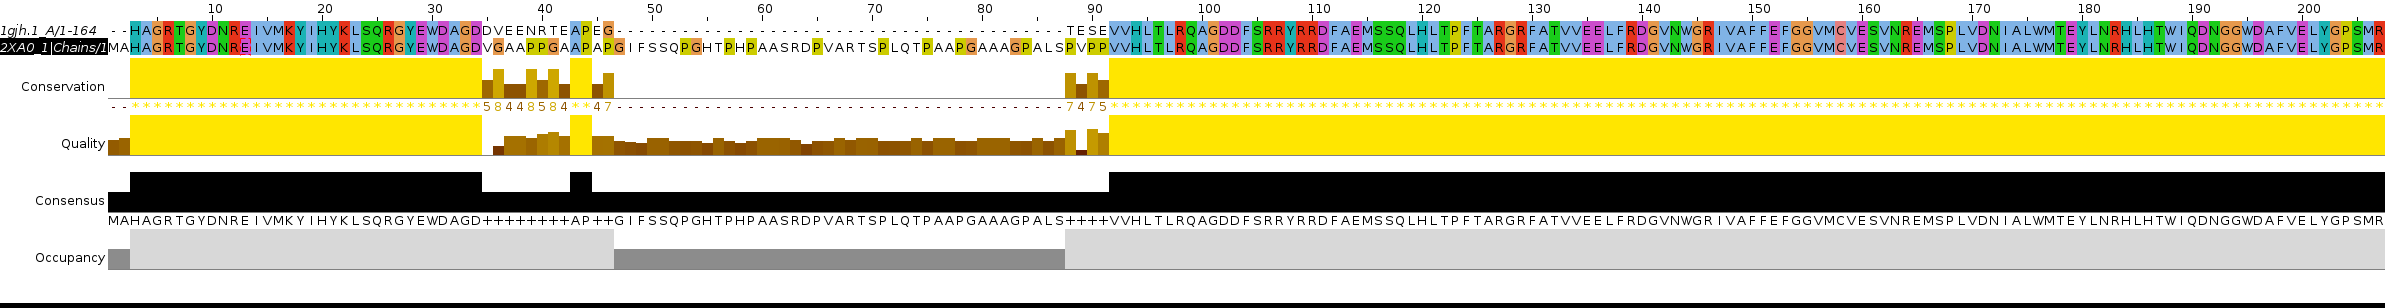 10 20 30 40 50 60 70 80 90 100 110 120 130 140 150 160 170 180 190 200
1gjh.1_A/1-164 --HAGRTGYDNREIVMKYIHYKLSQRGYEWDAGDDVEENRTEAPEG-----------------------------------------TESEVVHLTLRQAGDDFSRRYRRDFAEMSSQLHLTPFTARGRFATVVEELFRDGVNWGRIVAFFEFGGVMCVESVNREMSPLVDNIALWMTEYLNRHLHTWIQDNGGWDAFVELYGPSMR
2XA0_1|Chains/1 MAHAGRTGYDNREIVMKYIHYKLSQRGYEWDAGDVGAAPPGAAPAPGIFSSQPGHTPHPAASRDPVARTSPLQTPAAPGAAAGPALSPVPPVVHLTLRQAGDDFSRRYRRDFAEMSSQLHLTPFTARGRFATVVEELFRDGVNWGRIVAFFEFGGVMCVESVNREMSPLVDNIALWMTEYLNRHLHTWIQDNGGWDAFVELYGPSMR
Conservation
--********************************58448584**47-----------------------------------------7475********************************************************************************************************************
Quality
Consensus
MAHAGRTGYDNREIVMKYIHYKLSQRGYEWDAGD++++++++AP++GIFSSQPGHTPHPAASRDPVARTSPLQTPAAPGAAAGPALS++++VVHLTLRQAGDDFSRRYRRDFAEMSSQLHLTPFTARGRFATVVEELFRDGVNWGRIVAFFEFGGVMCVESVNREMSPLVDNIALWMTEYLNRHLHTWIQDNGGWDAFVELYGPSMR
Occupancy